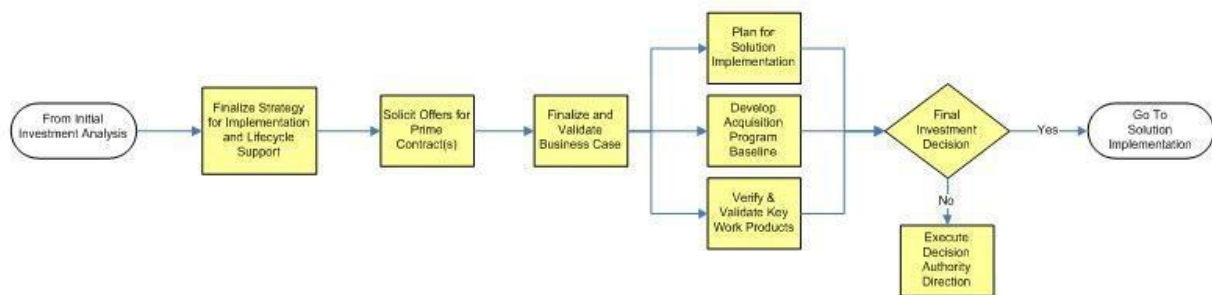 From Initial
Investment Analysis
Finalize Strategy
for Implementation
and Lifecycle
Support
Solicit Offers for
Prime
Contract(s)
Finalize and
Validate
Business Case
Plan for
Solution
Implementation
Develop
Acquisition
Program
Baseline
Verify &
Validate Key
Work Products
Final
Investment
Decision
Yes
Go To
Solution
Implementation
No
Execute
Decision
Authority
Direction